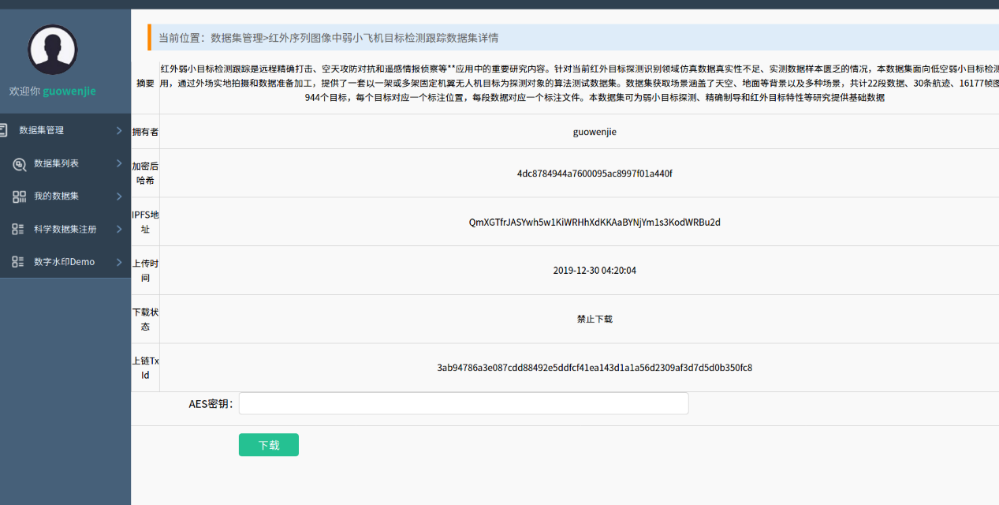 欢迎你 guowenjie
数据集管理
数据集列表
我的数据集
科学数据集注册
数字水印Demo
当前位置：数据集管理>红外序列图像中弱小飞机目标检测跟踪数据集详情
摘要
红外弱小目标检测跟踪是远程精确打击、空天攻防对抗和遥感情报侦察等**应用中的重要研究内容。针对当前红外目标探测识别领域仿真数据真实性不足、实测数据样本匮乏的情况，本数据集面向低空弱小目标检测
用，通过外场实地拍摄和数据准备加工，提供了一套以一架或多架固定机翼无人机目标为探测对象的算法测试数据集。数据集获取场景涵盖了天空、地面等背景以及多种场景，共计22段数据、30条航迹、16177帧图
944个目标，每个目标对应一个标注位置，每段数据对应一个标注文件。本数据集可为弱小目标探测、精确制导和红外目标特性等研究提供基础数据
拥有者
guowenjie
加密后
哈希
4dc8784944a7600095ac8997f01a440f
IPFS地
址
QmXGTfrJASYwh5w1KiWRHhXdKKAaBYNjYm1s3KodWRBu2d
上传时
间
2019-12-30 04:20:04
下载状
态
禁止下载
上链Tx
Id
3ab94786a3e087cdd88492e5ddfcf41ea143d1a1a56d2309af3d7d5d0b350fc8
AES密钥：
下载